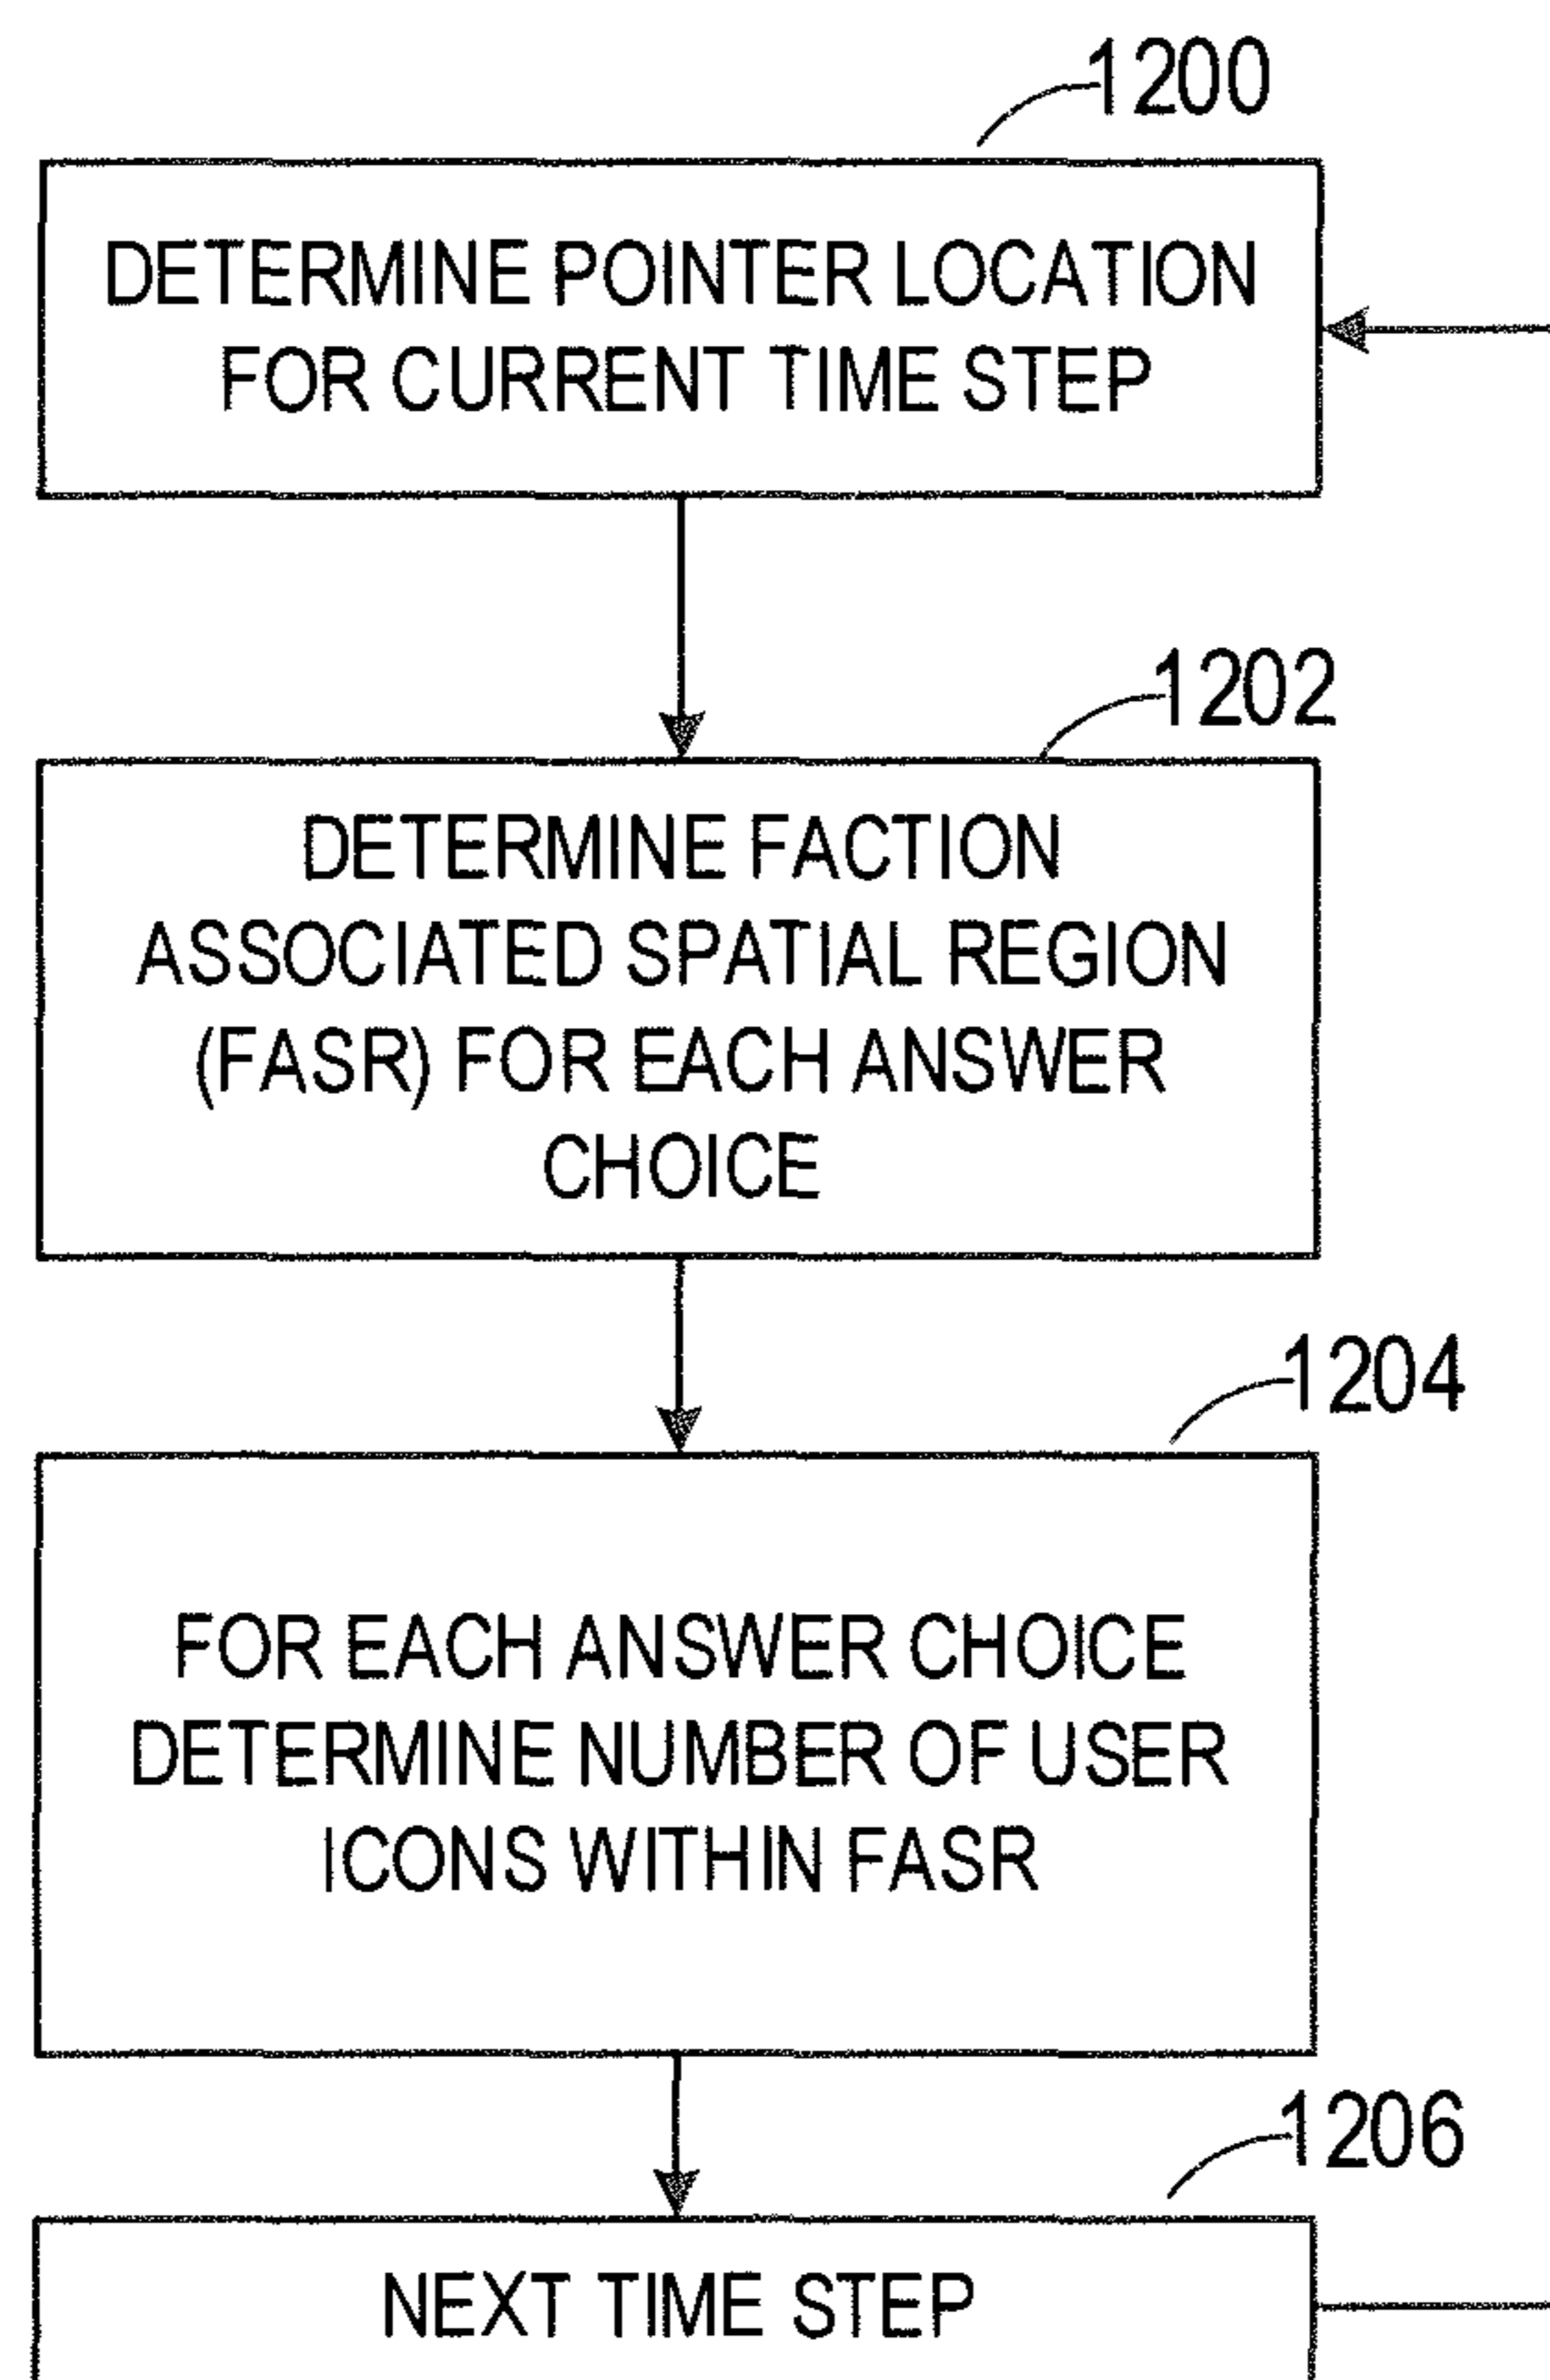 1200
DETERMINE POINTER LOCATION
FOR CURRENT TIME STEP
1202
DETERMINE FACTION
ASSOCIATED SPATIAL REGION
(FASR) FOR EACH ANSWER
CHOICE
1204
FOR EACH ANSWER CHOICE
DETERMINE NUMBER OF USER
ICONS WITHIN FASR
1206
NEXT TIME STEP